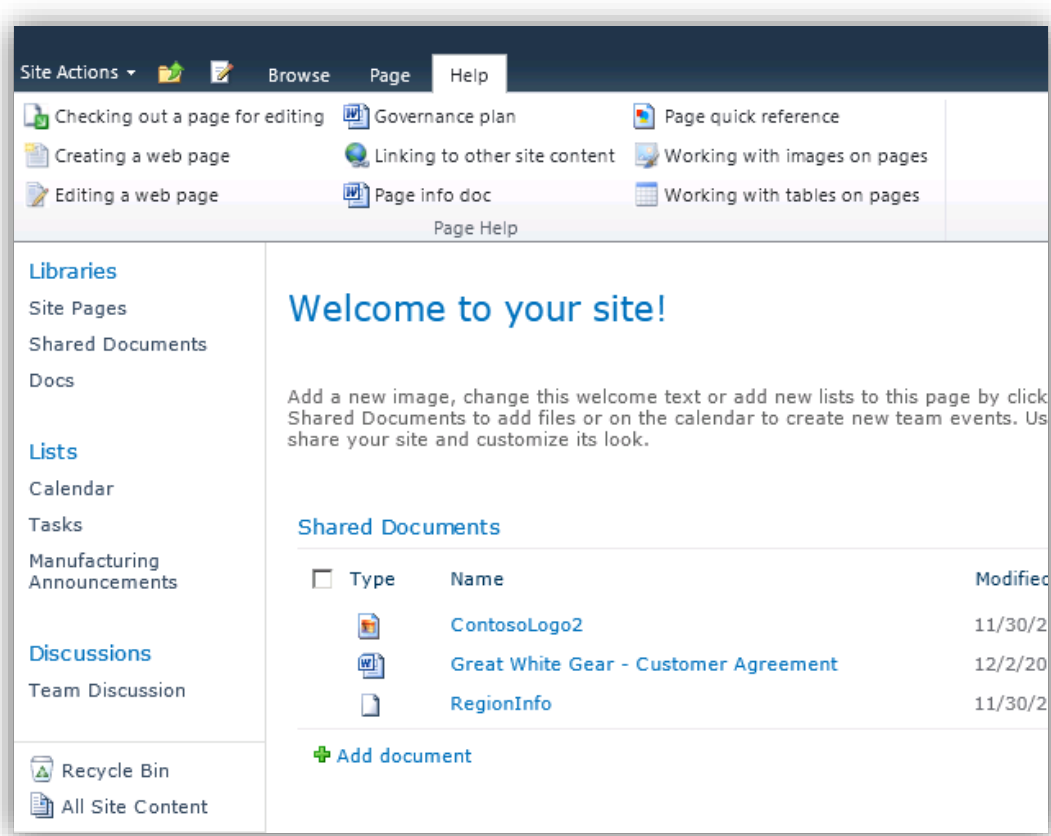 Site Actions
Browse
Page
Help
Checking out a page for editing
Governance plan
Page quick reference
Creating a web page
Linking to other site content
Working with images on pages
Editing a web page
Page info doc
Working with tables on pages
Page Help
Libraries
Site Pages
Shared Documents
Docs
Lists
Calendar
Tasks
Manufacturing
Announcements
Discussions
Team Discussion
Recycle Bin
All Site Content
Welcome to your site!
Add a new image, change this welcome text or add new lists to this page by click
Shared Documents to add files or on the calendar to create new team events. Us
share your site and customize its look.
Shared Documents
Type Name Modified
ContosoLogo2 11/30/2
Great White Gear - Customer Agreement 12/2/20
RegionInfo 11/30/2
Add document